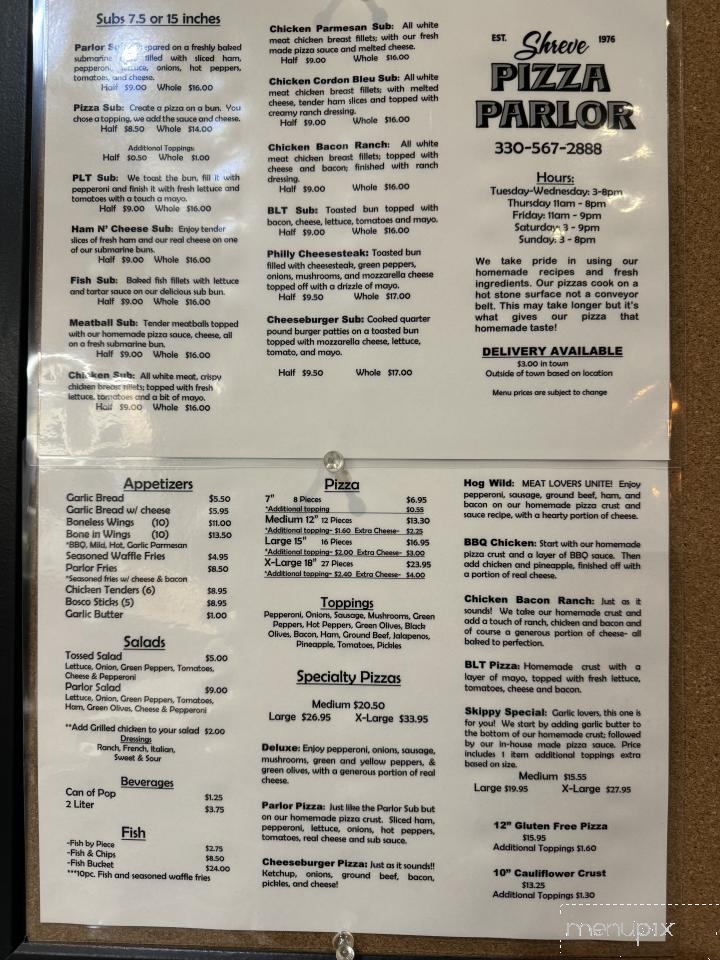 Subs 7.5 or 15 inches
Parlor Sub: Prepared on a freshly baked
submarine filled with sliced ham,
pepperoni, lettuce, onions, hot peppers,
tomatoes, and cheese.
Half $9.00 Whole $16.00
Pizza Sub: Create a pizza on a bun. You
chose a topping, we add the sauce and cheese.
Half $8.50 Whole $14.00
Additional Toppings:
Half $0.50 Whole $1.00
PLT Sub: We toast the bun, fill it with
pepperoni and finish it with fresh lettuce and
tomatoes with a touch a mayo.
Half $9.00 Whole $16.00
Ham N' Cheese Sub: Enjoy tender
slices of fresh ham and our real cheese on one
of our submarine buns.
Half $9.00 Whole $16.00
Fish Sub: Baked fish fillets with lettuce
and tartar sauce on our delicious sub bun.
Half $9.00 Whole $16.00
Meatball Sub: Tender meatballs topped
with our homemade pizza sauce, cheese, all
on a fresh submarine bun.
Half $9.00 Whole $16.00
Chicken Sub: All white meat, crispy
chicken breast fillets; topped with fresh
lettuce, tomatoes and a bit of mayo.
Half $9.00 Whole $16.00
Chicken Parmesan Sub: All white
meat chicken breast fillets; with our fresh
made pizza sauce and melted cheese.
Half $9.00 Whole $16.00
Chicken Cordon Bleu Sub: All white
meat chicken breast fillets; with melted
cheese, tender ham slices and topped with
creamy ranch dressing.
Half $9.00 Whole $16.00
Chicken Bacon Ranch: All white
meat chicken breast fillets; topped with
cheese and bacon; finished with ranch
dressing.
Half $9.00 Whole $16.00
BLT Sub: Toasted bun topped with
bacon, cheese, lettuce, tomatoes and mayo.
Half $9.00 Whole $16.00
Philly Cheesesteak: Toasted bun
filled with cheesesteak, green peppers,
onions, mushrooms, and mozzarella cheese
topped off with a drizzle of mayo.
Half $9.50 Whole $17.00
Cheeseburger Sub: Cooked quarter
pound burger patties on a toasted bun
topped with mozzarella cheese, lettuce,
tomato, and mayo.
Half $9.50 Whole $17.00
EST. Shreve 1976
PIZZA
PARLOR
330-567-2888
Hours:
Tuesday-Wednesday: 3-8pm
Thursday 11am - 8pm
Friday: 11am - 9pm
Saturday: 3 - 9pm
Sunday: 3 - 8pm
We take pride in using our
homemade recipes and fresh
ingredients. Our pizzas cook on a
hot stone surface not a conveyor
belt. This may take longer but it's
what gives our pizza that
homemade taste!
DELIVERY AVAILABLE
$3.00 in town
Outside of town based on location
Menu prices are subject to change
Appetizers
Garlic Bread $5.50
Garlic Bread w/ cheese $5.95
Boneless Wings (10) $11.00
Bone in Wings (10) $13.50
*BBQ, Mild, Hot, Garlic Parmesan
Seasoned Waffle Fries $4.95
Parlor Fries $8.50
*Seasoned fries w/ cheese & bacon
Chicken Tenders (6) $8.95
Bosco Sticks (5) $8.95
Garlic Butter $1.00
Salads
Tossed Salad $5.00
Lettuce, Onion, Green Peppers, Tomatoes,
Cheese & Pepperoni
Parlor Salad $9.00
Lettuce, Onion, Green Peppers, Tomatoes,
Ham, Green Olives, Cheese & Pepperoni
**Add Grilled chicken to your salad $2.00
Dressings
Ranch, French, Italian,
Sweet & Sour
Beverages
Can of Pop $1.25
2 Liter $3.75
Fish
-Fish by Piece $2.75
-Fish & Chips $8.50
-Fish Bucket $24.00
***10pc. Fish and seasoned waffle fries
Pizza
7" 8 Pieces $6.95
*Additional topping $0.55
Medium 12" 12 Pieces $13.30
*Additional topping- $1.60 Extra Cheese- $2.25
Large 15" 16 Pieces $16.95
*Additional topping- $2.00 Extra Cheese- $3.00
X-Large 18" 27 Pieces $23.95
*Additional topping- $2.40 Extra Cheese- $4.00
Toppings
Pepperoni, Onions, Sausage, Mushrooms, Green
Peppers, Hot Peppers, Green Olives, Black
Olives, Bacon, Ham, Ground Beef, Jalapenos,
Pineapple, Tomatoes, Pickles
Specialty Pizzas
Medium $20.50
Large $26.95 X-Large $33.95
Deluxe: Enjoy pepperoni, onions, sausage,
mushrooms, green and yellow peppers, &
green olives, with a generous portion of real
cheese.
Parlor Pizza: Just like the Parlor Sub but
on our homemade pizza crust. Sliced ham,
pepperoni, lettuce, onions, hot peppers,
tomatoes, real cheese and sub sauce.
Cheeseburger Pizza: Just as it sounds!!
Ketchup, onions, ground beef, bacon,
pickles, and cheese!
Hog Wild: MEAT LOVERS UNITE! Enjoy
pepperoni, sausage, ground beef, ham, and
bacon on our homemade pizza crust and
sauce recipe, with a hearty portion of cheese.
BBQ Chicken: Start with our homemade
pizza crust and a layer of BBQ sauce. Then
add chicken and pineapple, finished off with
a portion of real cheese.
Chicken Bacon Ranch: Just as it
sounds! We take our homemade crust and
add a touch of ranch, chicken and bacon and
of course a generous portion of cheese- all
baked to perfection.
BLT Pizza: Homemade crust with a
layer of mayo, topped with fresh lettuce,
tomatoes, cheese and bacon.
Skippy Special: Garlic lovers, this one is
for you! We start by adding garlic butter to
the bottom of our homemade crust; followed
by our in-house made pizza sauce. Price
includes 1 item additional toppings extra
based on size.
Medium $15.55
Large $19.95 X-Large $27.95
12" Gluten Free Pizza
$15.95
Additional Toppings $1.60
10" Cauliflower Crust
$13.25
Additional Toppings $1.30
menupix